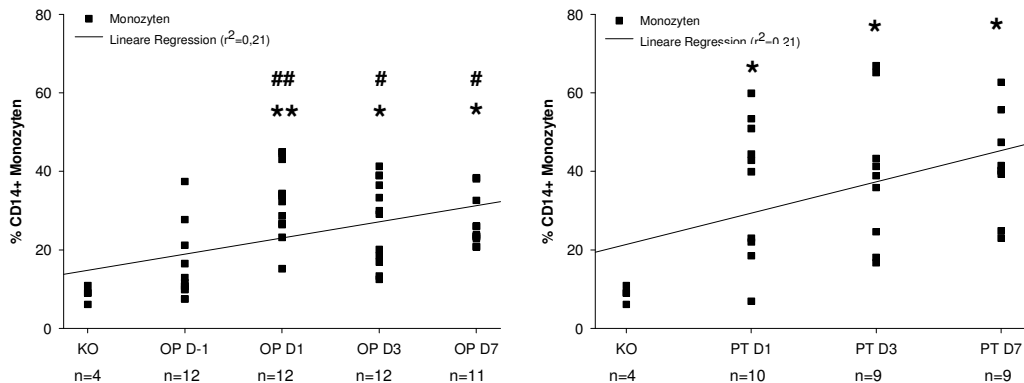 80
60
40
20
0
% CD14+ Monozyten
Monozyten
Lineare Regression (r²=0,21)
## # #
** * *
KO OP D-1 OP D1 OP D3 OP D7
n=4 n=12 n=12 n=12 n=11
80
60
40
20
0
% CD14+ Monozyten
Monozyten
Lineare Regression (r²=0,21)
* * *
KO PT D1 PT D3 PT D7
n=4 n=10 n=9 n=9